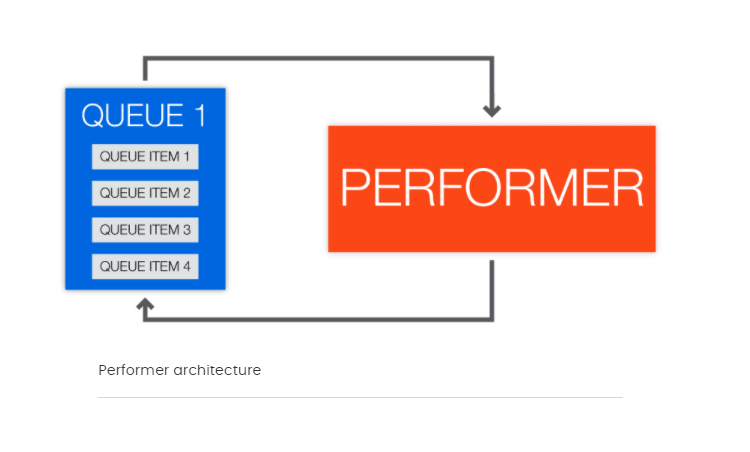 QUEUE 1
QUEUE ITEM 1
QUEUE ITEM 2
QUEUE ITEM 3
QUEUE ITEM 4
PERFORMER
Performer architecture